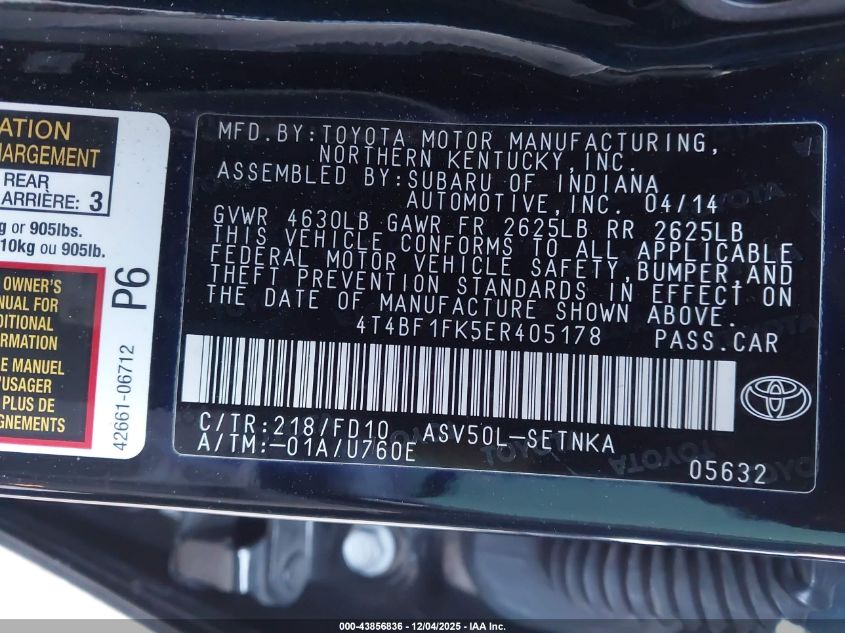 ATION
HARGEMENT
REAR
ARRIÈRE: 3
g or 905lbs.
10kg ou 905lb.
OWNER'S
NUAL FOR
DITIONAL
ORMATION
E MANUEL
'USAGER
PLUS DE
GNEMENTS
P6
42661-06712
MFD.BY:TOYOTA MOTOR MANUFACTURING,
NORTHERN KENTUCKY,INC.
ASSEMBLED BY:SUBARU OF INDIANA
AUTOMOTIVE,INC. 04/14
GVWR 4630LB GAWR FR 2625LB RR 2625LB
THIS VEHICLE CONFORMS TO ALL APPLICABLE
FEDERAL MOTOR VEHICLE SAFETY,BUMPER,AND
THEFT PREVENTION STANDARDS IN EFFECT ON
THE DATE OF MANUFACTURE SHOWN ABOVE.
4T4BF1FK5ER405178 PASS.CAR
C/TR:218/FD10 ASV50L-SETNKA
A/TM:-01A/U760E
05632
TOYOTA
000-43856836 - 12/04/2025 - IAA Inc.